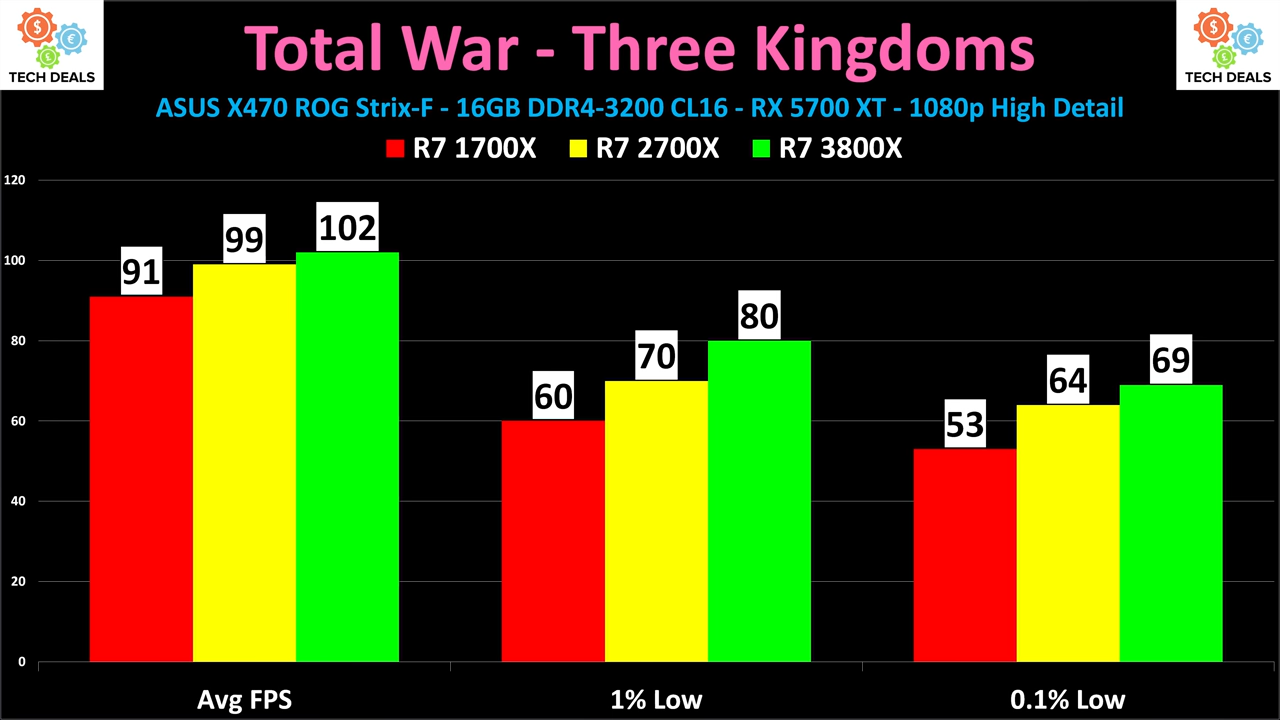 Total War - Three Kingdoms
$
€
€
TECH DEALS
$
€
€
TECH DEALS
ASUS X470 ROG Strix-F - 16GB DDR4-3200 CL16 - RX 5700 XT - 1080p High Detail
R7 1700X R7 2700X R7 3800X
120
100
80
60
40
20
0
91 99 102
60 70 80
53 64 69
Avg FPS 1% Low 0.1% Low